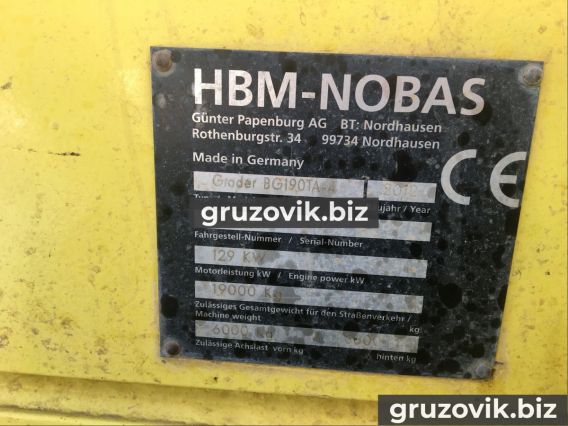 HBM-NOBAS
Günter Papenburg AG BT: Nordhausen
Rothenburgstr. 34 99734 Nordhausen
Made in Germany
CE
Grader BG190TA-4
ujahr / Year
gruzovik.biz
Fahrgestell-Nummer / Serial-Number
129 KW
Motorleistung kW / Engine power kW
19000 Kg
Zulässiges Gesamtgewicht für den Straßenverkehr /
Machine weight kg
6000 Kg
Zulässige Achslast vorn kg hinten kg
gruzovik.biz